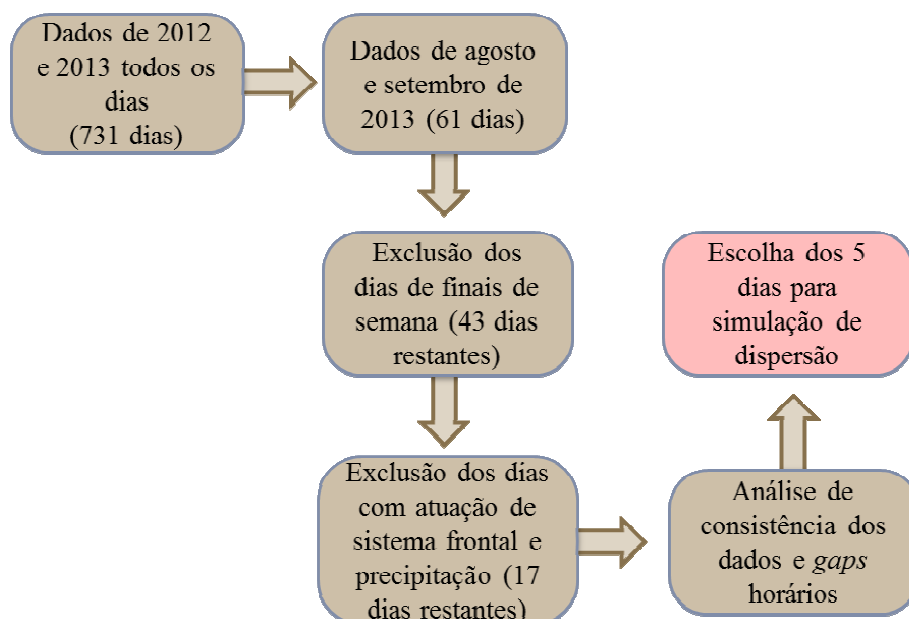 Dados de 2012
e 2013 todos os
dias
(731 dias)
Dados de agosto
e setembro de
2013 (61 dias)
Exclusão dos
dias de finais de
semana (43 dias
restantes)
Exclusão dos dias
com atuação de
sistema frontal e
precipitação (17
dias restantes)
Análise de
consistência dos
dados e gaps
horários
Escolha dos 5
dias para
simulação de
dispersão